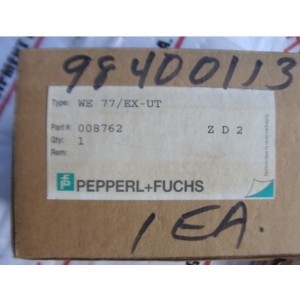 98400113
Type: WE 77/EX-UT
Part#: 008762 Z D 2
Qty: 1
Rem:
PEPPERL+FUCHS
1 EA.